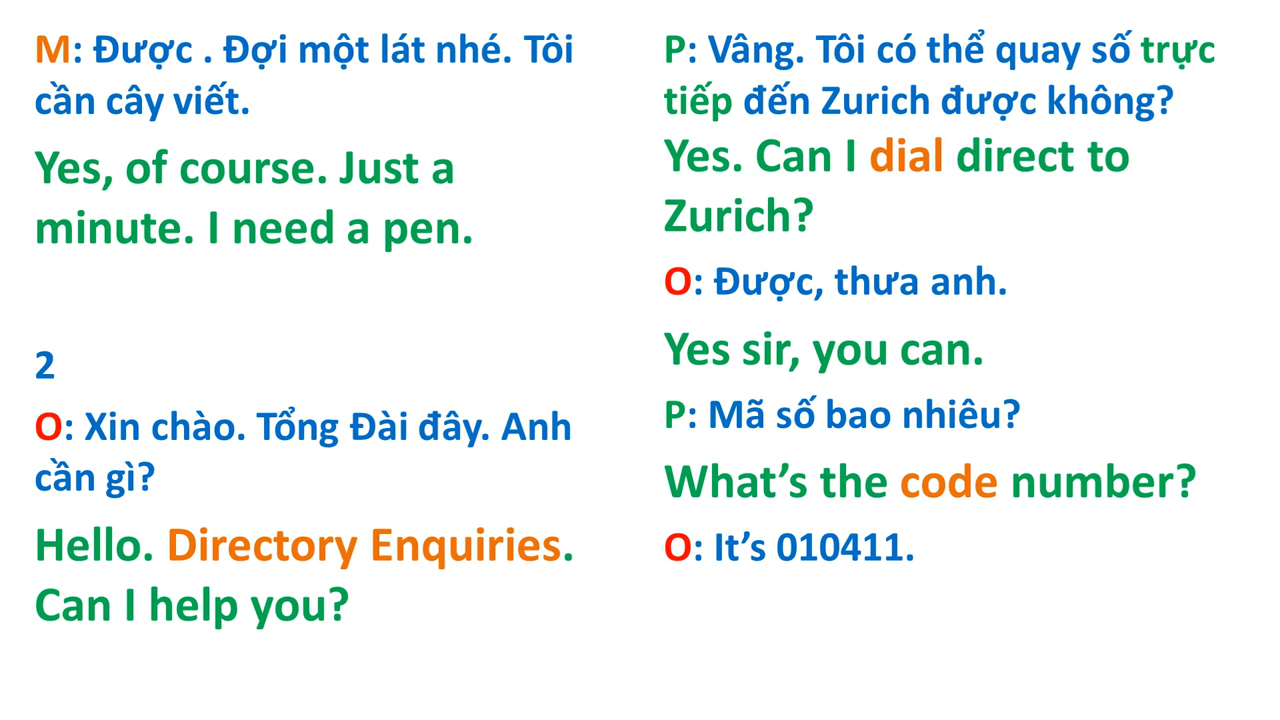 M: Được . Đợi một lát nhé. Tôi
cần cây viết.
Yes, of course. Just a
minute. I need a pen.
2
O: Xin chào. Tổng Đài đây. Anh
cần gì?
Hello. Directory Enquiries.
Can I help you?
P: Vâng. Tôi có thể quay số trực
tiếp đến Zurich được không?
Yes. Can I dial direct to
Zurich?
O: Được, thưa anh.
Yes sir, you can.
P: Mã số bao nhiêu?
What’s the code number?
O: It’s 010411.